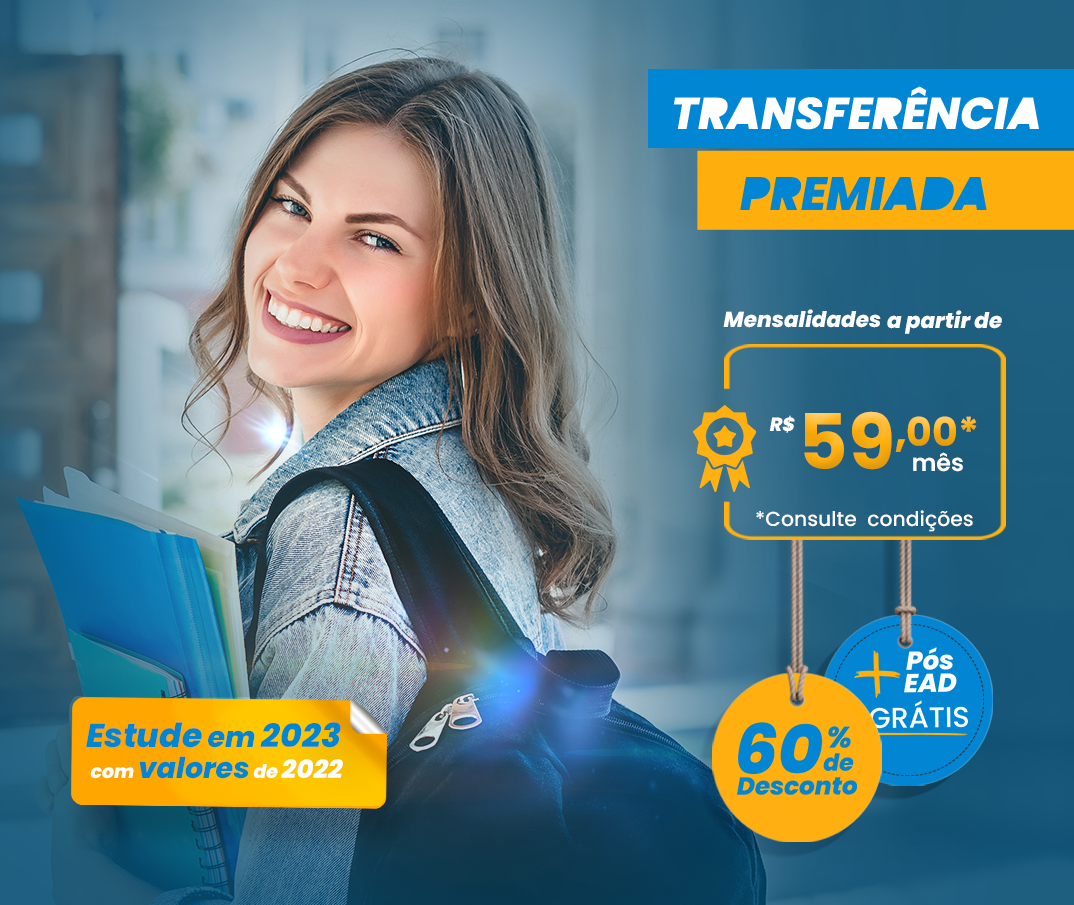 TRANSFERÊNCIA
PREMIADA
Mensalidades a partir de
R$ 59,00*
mês
*Consulte condições
+ Pós
EAD
GRÁTIS
60%
de
Desconto
Estude em 2023
com valores de 2022